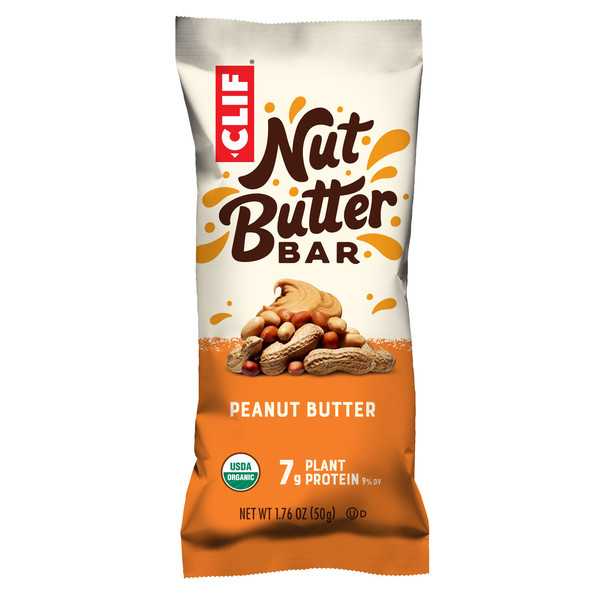 CLIF®
Nut
Butter
BAR
PEANUT BUTTER
USDA
ORGANIC
7g PLANT
PROTEIN 9% DV
NET WT 1.76 OZ (50g) U D